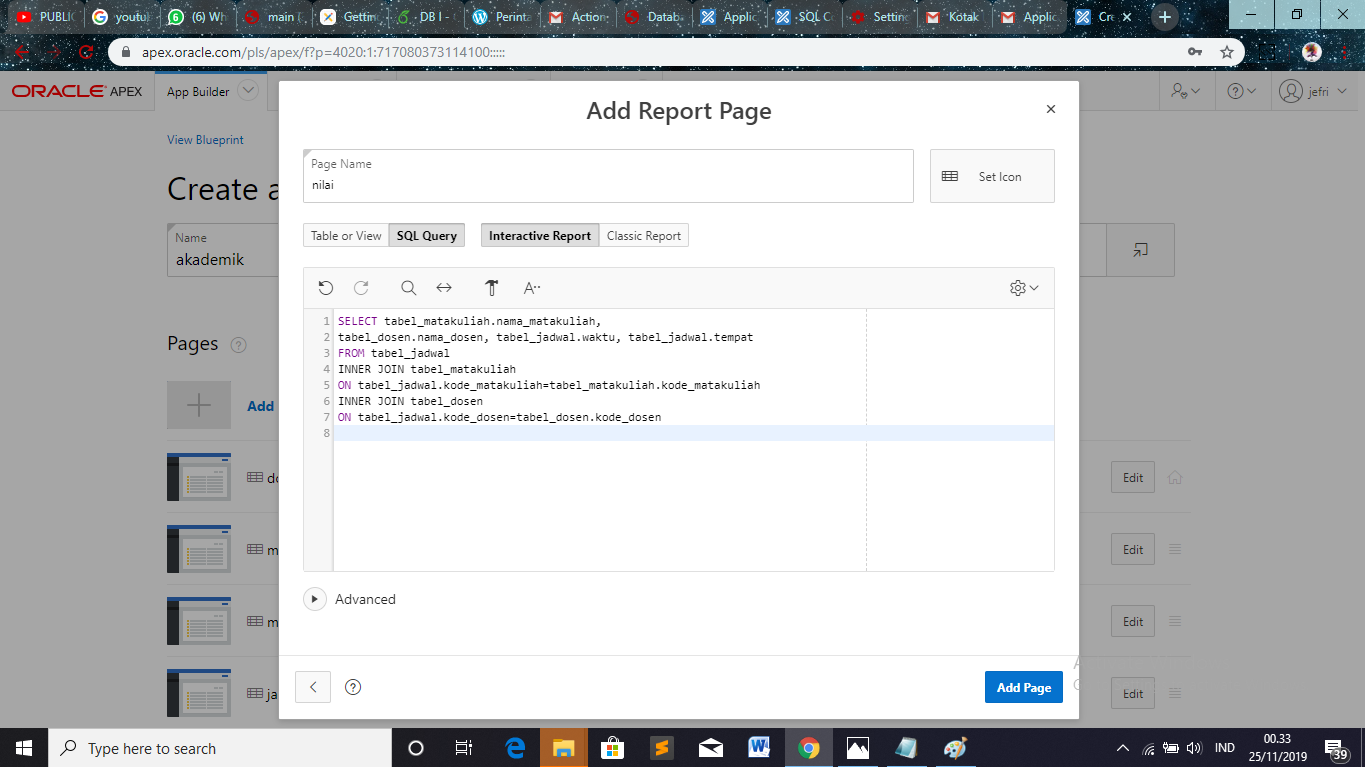 PUBLI
youtu
(6) Wh
main (
Gettin
DB I -
Perint
Action
Datab
Applic
SQL C
Settin
Kotak
Applic
Cre
apex.oracle.com/pls/apex/f?p=4020:1:717080373114100:::::
ORACLE APEX
App Builder
jefri
View Blueprint
Create a
Name
akademik
Pages
Add
Edit
Edit
Edit
ja
Edit
Add Report Page
Page Name
nilai
Set Icon
Table or View
SQL Query
Interactive Report
Classic Report
1 SELECT tabel_matakuliah.nama_matakuliah,
2 tabel_dosen.nama_dosen, tabel_jadwal.waktu, tabel_jadwal.tempat
3 FROM tabel_jadwal
4 INNER JOIN tabel_matakuliah
5 ON tabel_jadwal.kode_matakuliah=tabel_matakuliah.kode_matakuliah
6 INNER JOIN tabel_dosen
7 ON tabel_jadwal.kode_dosen=tabel_dosen.kode_dosen
8
Advanced
Add Page
Type here to search
IND
00.33
25/11/2019
39